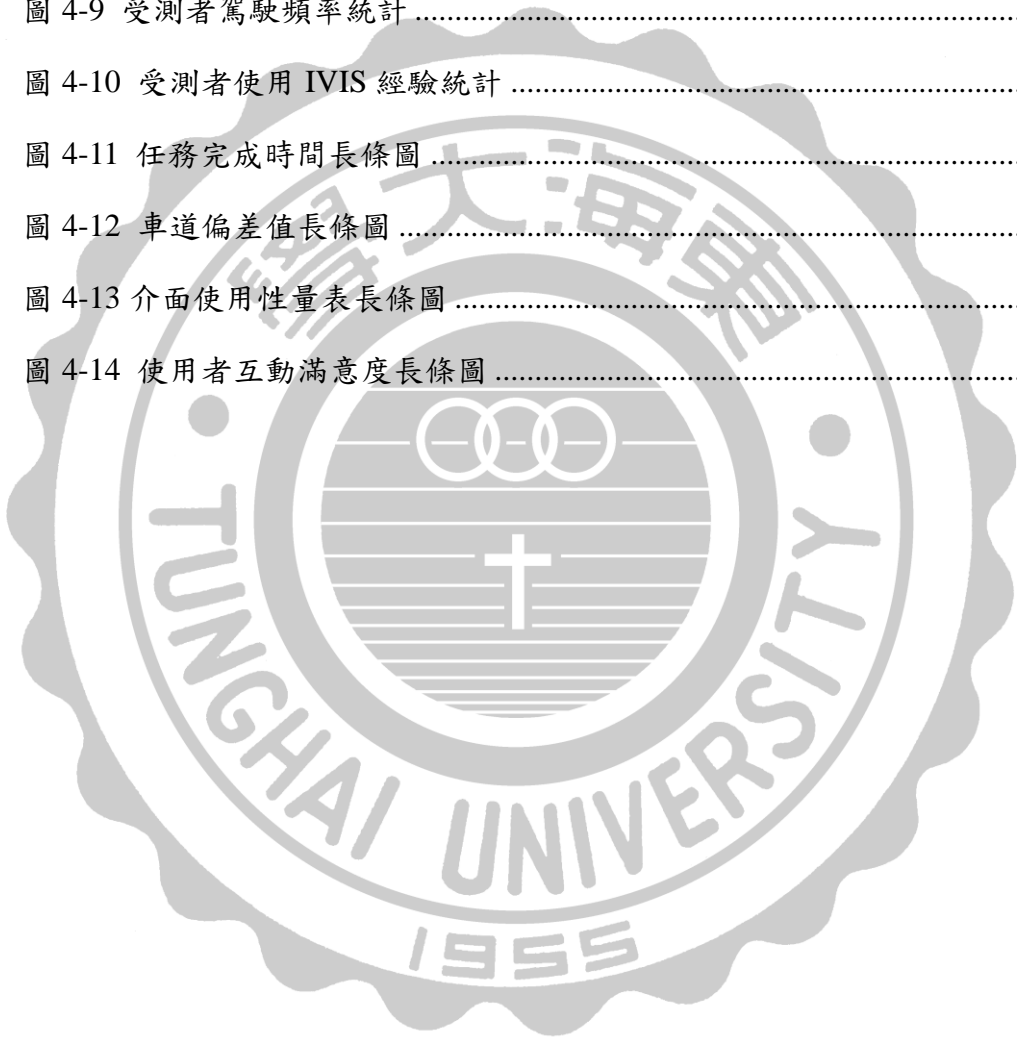 圖 4-9 受測者駕駛頻率統計 ........................................................
圖 4-10 受測者使用 IVIS 經驗統計 ........................................................
圖 4-11 任務完成時間長條圖 ........................................................
圖 4-12 車道偏差值長條圖 ........................................................
圖 4-13 介面使用性量表長條圖 ........................................................
圖 4-14 使用者互動滿意度長條圖 ........................................................
學大海東
TUNGHAI UNIVERSITY
1955